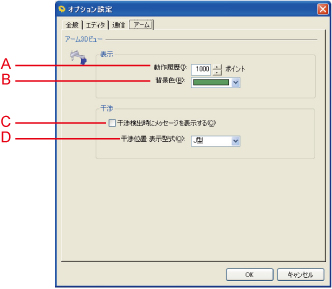 オプション設定
全般 エディタ 通信 アーム
アーム3Dビュー
表示
A 動作履歴(I): 1000 ポイント
B 背景色(B):
干渉
C 干渉検出時にメッセージを表示する(C)
D 干渉位置 表示型式(O): J型
OK キャンセル